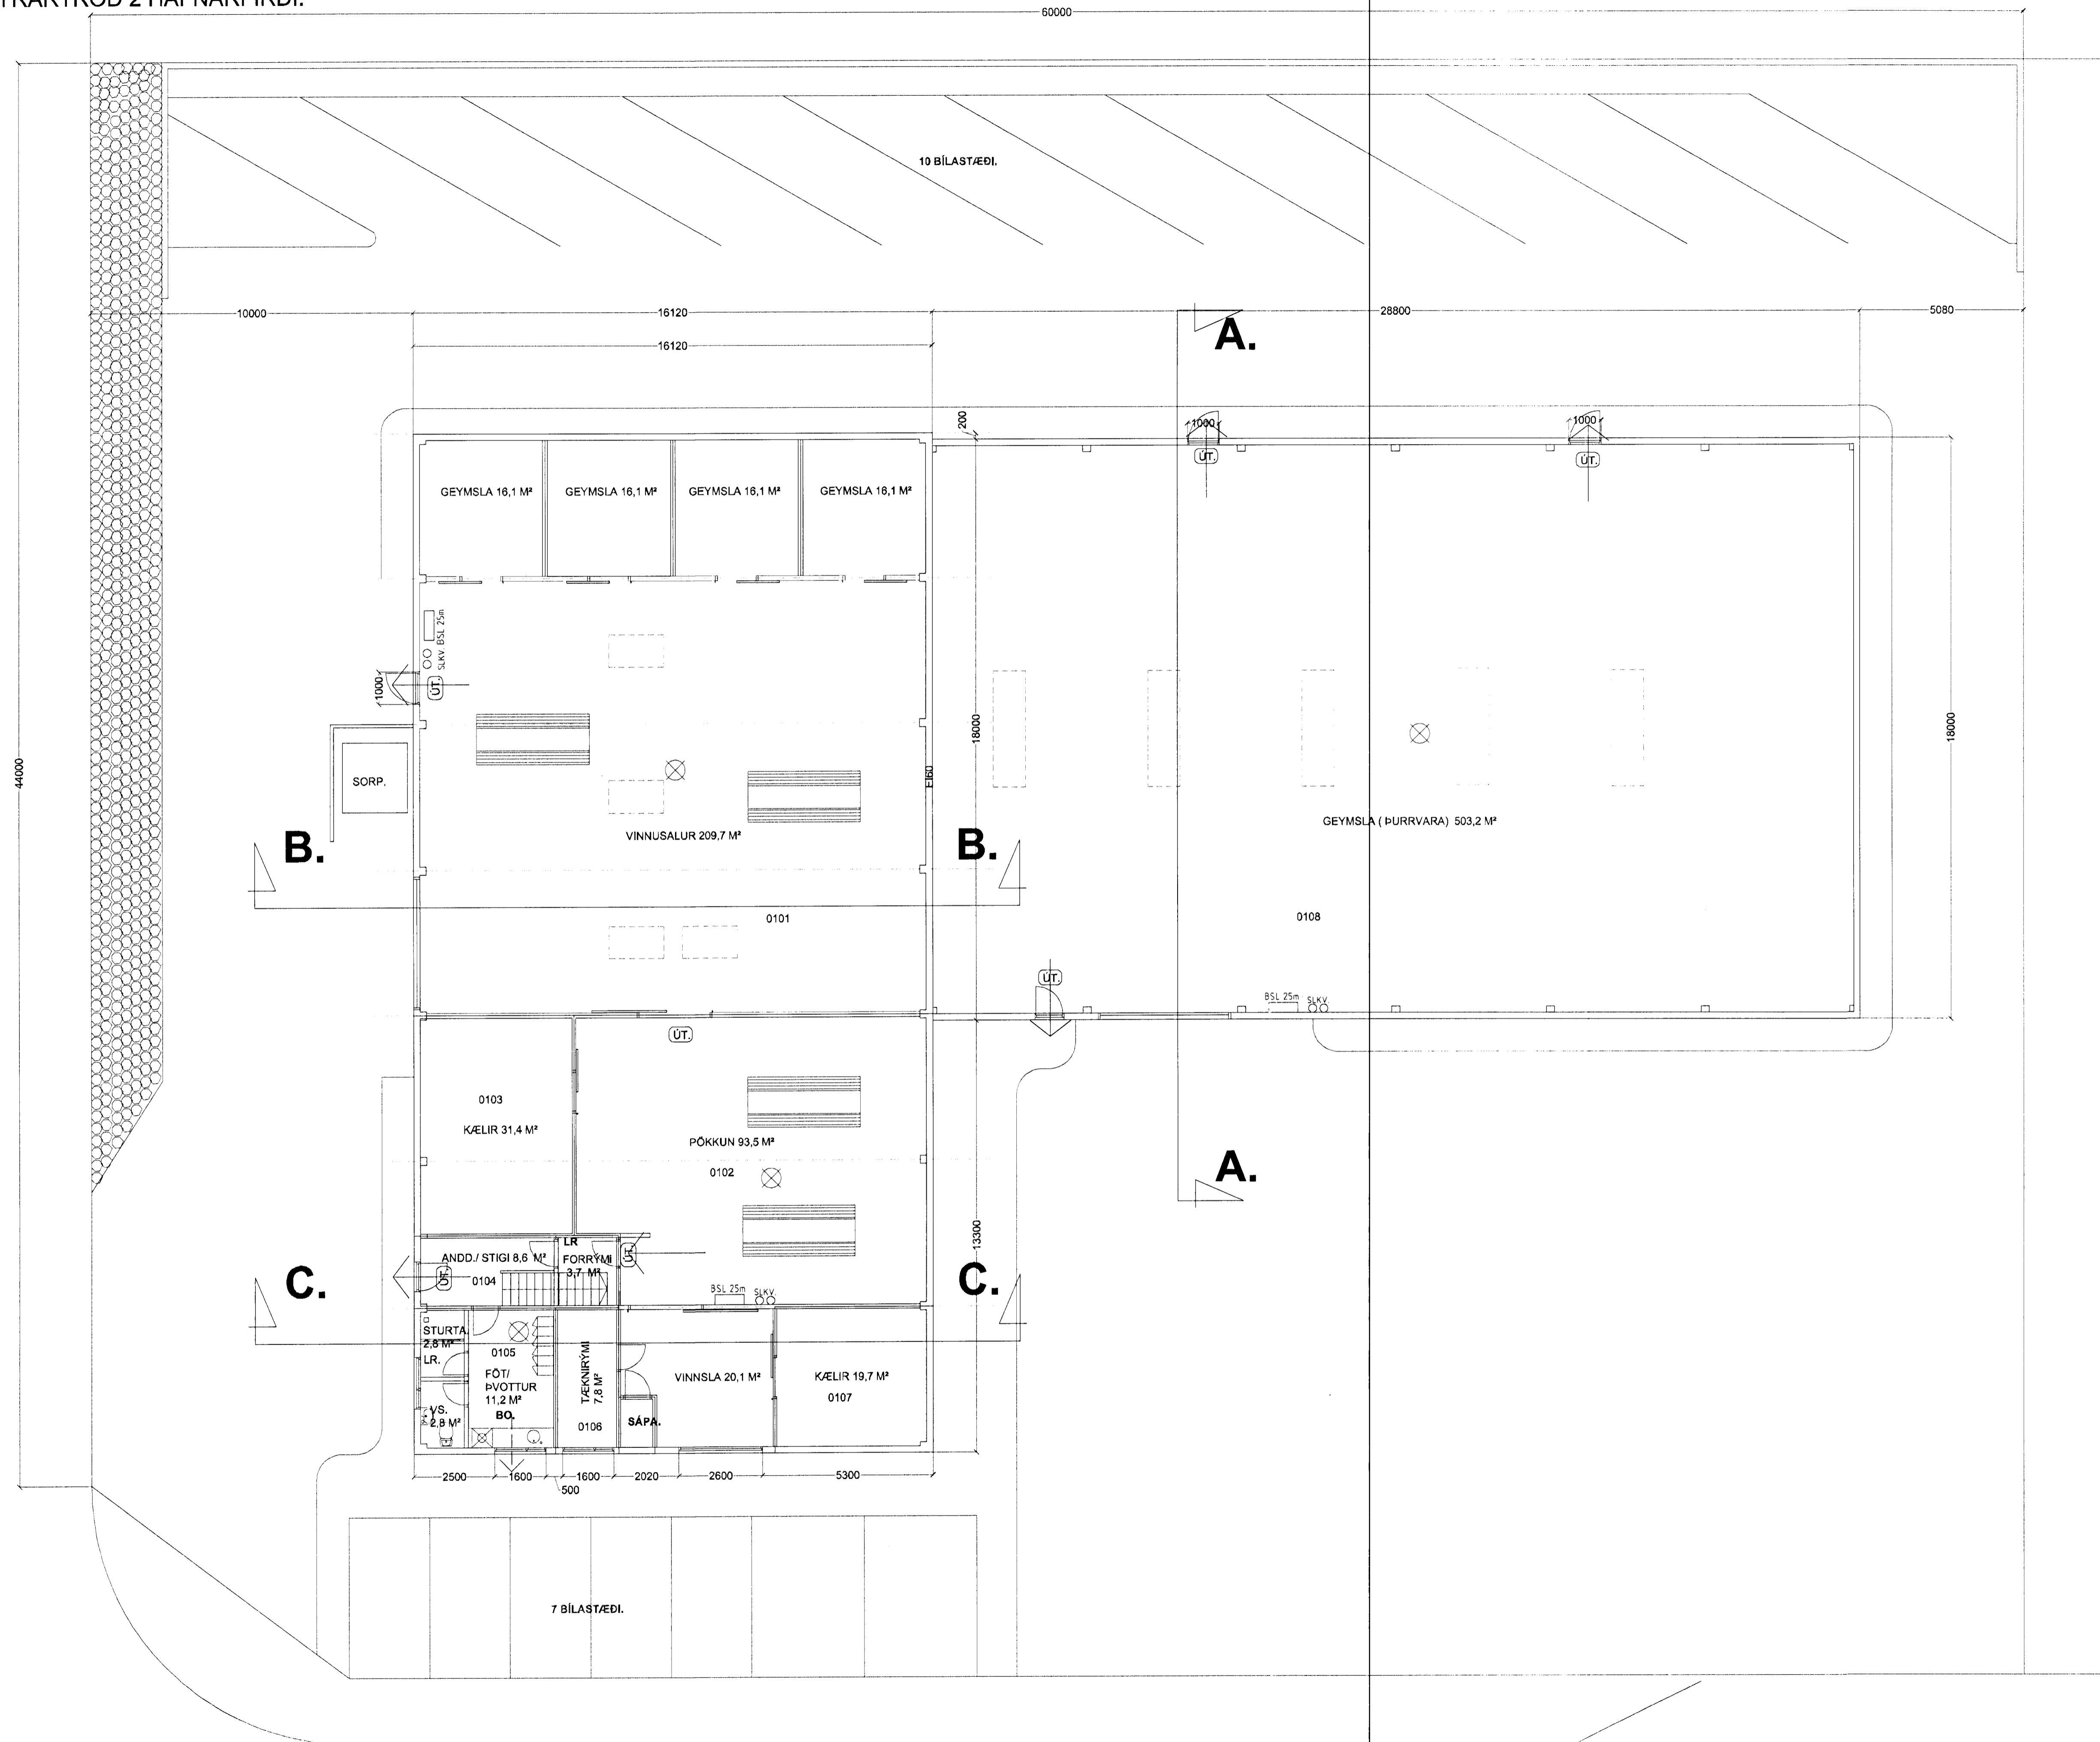 60000
10 BÍLASTÆÐI.
10000
16120
28800
5080
16120
A.
200
1000
1000
ÚT.
ÚT.
GEYMSLA 16,1 M²
GEYMSLA 16,1 M²
GEYMSLA 16,1 M²
GEYMSLA 16,1 M²
SLKV. BSL 25m
1000
ÚT.
44000
18000
18000
SORP.
EI60
VINNUSALUR 209,7 M²
GEYMSLA ( ÞURRVARA) 503,2 M²
B.
B.
0101
0108
ÚT.
BSL 25m SLKV.
ÚT.
0103
KÆLIR 31,4 M²
PÖKKUN 93,5 M²
0102
A.
13300
ANDD./ STIGI 8,6 M²
0104
ÚT.
LR
FORRÝMI
3,7 M²
ÚT.
C.
C.
BSL 25m SLKV.
STURTA.
2,8 M²
LR.
0105
FÖT/
ÞVOTTUR
11,2 M²
BO.
VS.
2,8 M²
TÆKNIRÝMI
7,8 M²
0106
VINNSLA 20,1 M²
SÁPA.
KÆLIR 19,7 M²
0107
2500
1600
500
1600
2020
2600
5300
7 BÍLASTÆÐI.